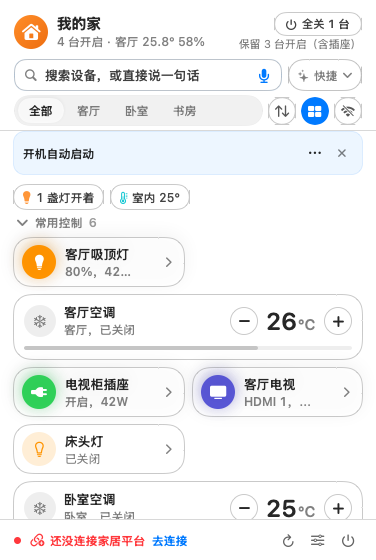 我的家
4 台开启 · 客厅 25.8° 58%
全关 1 台
保留 3 台开启（含插座）
搜索设备，或直接说一句话
快捷
全部
客厅
卧室
书房
开机自动启动
1 盏灯开着
室内 25°
常用控制 6
客厅吸顶灯
80%，42...
客厅空调
客厅，已关闭
26°C
电视柜插座
开启，42W
客厅电视
HDMI 1，...
床头灯
已关闭
卧室空调
卧室，已关闭
25°C
还没连接家居平台 去连接